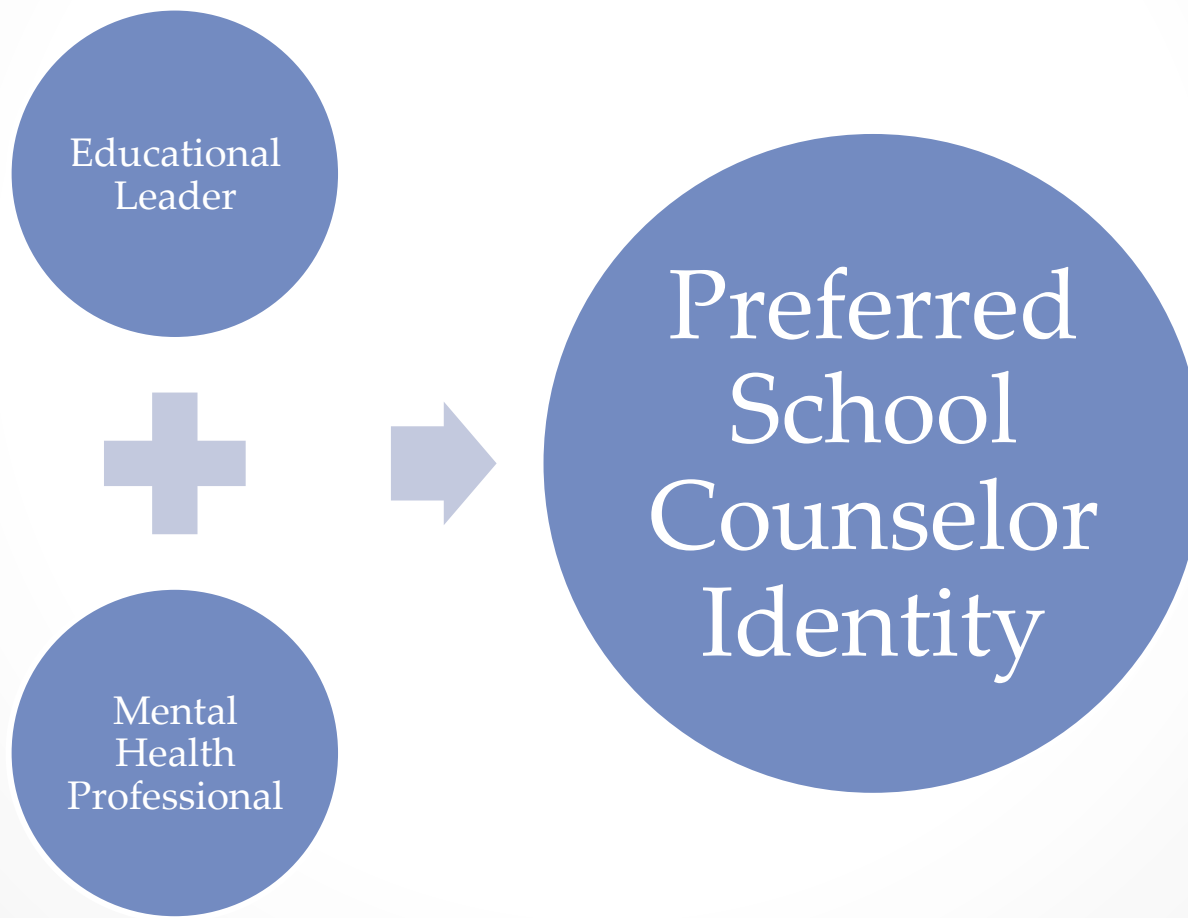 Educational
Leader
Mental
Health
Professional
Preferred
School
Counselor
Identity